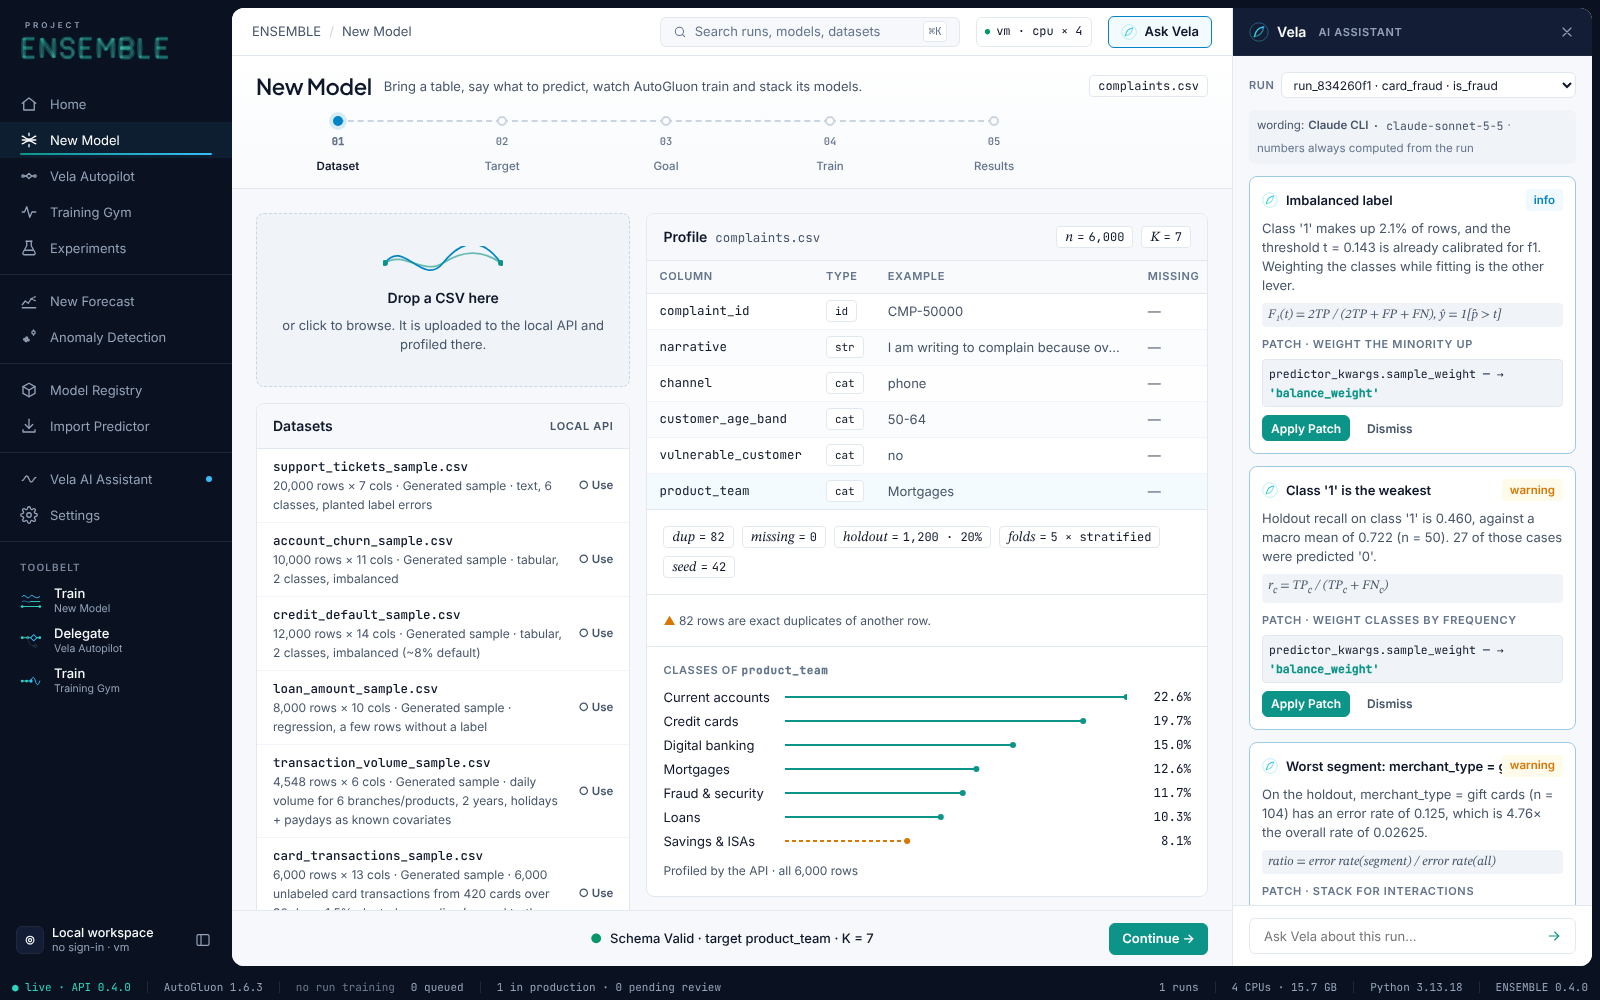 PROJECT
ENSEMBLE
Home
New Model
Vela Autopilot
Training Gym
Experiments
New Forecast
Anomaly Detection
Model Registry
Import Predictor
Vela AI Assistant
Settings
TOOLBELT
Train
New Model
Delegate
Vela Autopilot
Train
Training Gym
Local workspace
no sign-in · vm
ENSEMBLE / New Model
Search runs, models, datasets ⌘K
vm · cpu × 4
Ask Vela
New Model Bring a table, say what to predict, watch AutoGluon train and stack its models.
complaints.csv
01 02 03 04 05
Dataset Target Goal Train Results
Drop a CSV here
or click to browse. It is uploaded to the local API and
profiled there.
Datasets LOCAL API
support_tickets_sample.csv
20,000 rows × 7 cols · Generated sample · text, 6
classes, planted label errors
Use
account_churn_sample.csv
10,000 rows × 11 cols · Generated sample · tabular,
2 classes, imbalanced
Use
credit_default_sample.csv
12,000 rows × 14 cols · Generated sample · tabular,
2 classes, imbalanced (~8% default)
Use
loan_amount_sample.csv
8,000 rows × 10 cols · Generated sample ·
regression, a few rows without a label
Use
transaction_volume_sample.csv
4,548 rows × 6 cols · Generated sample · daily
volume for 6 branches/products, 2 years, holidays
+ paydays as known covariates
Use
card_transactions_sample.csv
6,000 rows × 13 cols · Generated sample · 6,000
unlabeled card transactions from 420 cards over
Use
Profile complaints.csv n = 6,000 K = 7
COLUMN TYPE EXAMPLE MISSING
complaint_id id CMP-50000 —
narrative str I am writing to complain because ov... —
channel cat phone —
customer_age_band cat 50-64 —
vulnerable_customer cat no —
product_team cat Mortgages —
dup = 82 missing = 0 holdout = 1,200 · 20% folds = 5 × stratified
seed = 42
82 rows are exact duplicates of another row.
CLASSES OF product_team
Current accounts 22.6%
Credit cards 19.7%
Digital banking 15.0%
Mortgages 12.6%
Fraud & security 11.7%
Loans 10.3%
Savings & ISAs 8.1%
Profiled by the API · all 6,000 rows
Schema Valid · target product_team · K = 7
Continue →
Vela AI ASSISTANT
RUN run_834260f1 · card_fraud · is_fraud
wording: Claude CLI · claude-sonnet-5-5 ·
numbers always computed from the run
Imbalanced label info
Class '1' makes up 2.1% of rows, and the
threshold t = 0.143 is already calibrated for f1.
Weighting the classes while fitting is the other
lever.
F₁(t) = 2TP / (2TP + FP + FN), ŷ = 1[p̂ > t]
PATCH · WEIGHT THE MINORITY UP
predictor_kwargs.sample_weight — →
'balance_weight'
Apply Patch Dismiss
Class '1' is the weakest warning
Holdout recall on class '1' is 0.460, against a
macro mean of 0.722 (n = 50). 27 of those cases
were predicted '0'.
r_c = TP_c / (TP_c + FN_c)
PATCH · WEIGHT CLASSES BY FREQUENCY
predictor_kwargs.sample_weight — →
'balance_weight'
Apply Patch Dismiss
Worst segment: merchant_type = g warning
On the holdout, merchant_type = gift cards (n =
104) has an error rate of 0.125, which is 4.76×
the overall rate of 0.02625.
ratio = error rate(segment) / error rate(all)
PATCH · STACK FOR INTERACTIONS
Ask Vela about this run... →
live · API 0.4.0 AutoGluon 1.6.3 no run training 0 queued 1 in production · 0 pending review 1 runs 4 CPUs · 15.7 GB Python 3.13.18 ENSEMBLE 0.4.0